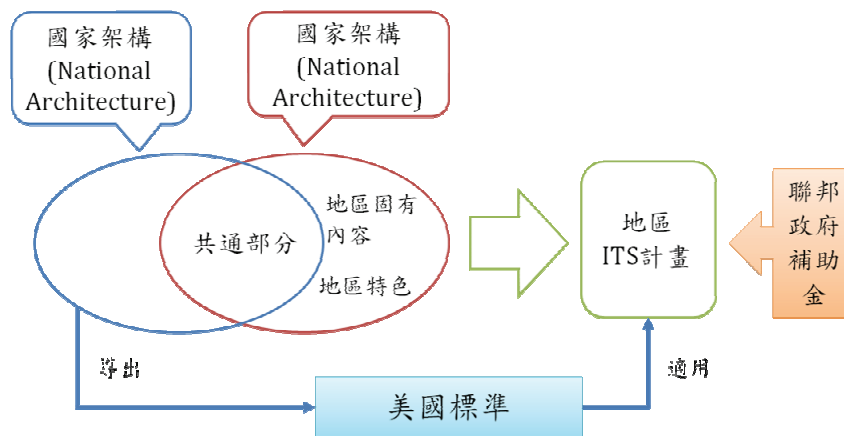 國家架構
(National
Architecture)
國家架構
(National
Architecture)
共通部分
地區固有
內容
地區特色
地區
ITS計畫
聯邦
政府
補助
金
導出
適用
美國標準